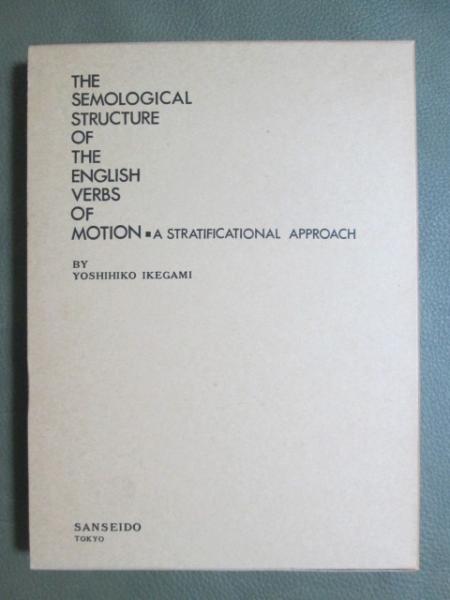 THE
SEMOLOGICAL
STRUCTURE
OF
THE
ENGLISH
VERBS
OF
MOTION ▪ A STRATIFICATIONAL APPROACH
BY
YOSHIHIKO IKEGAMI
SANSEIDO
TOKYO